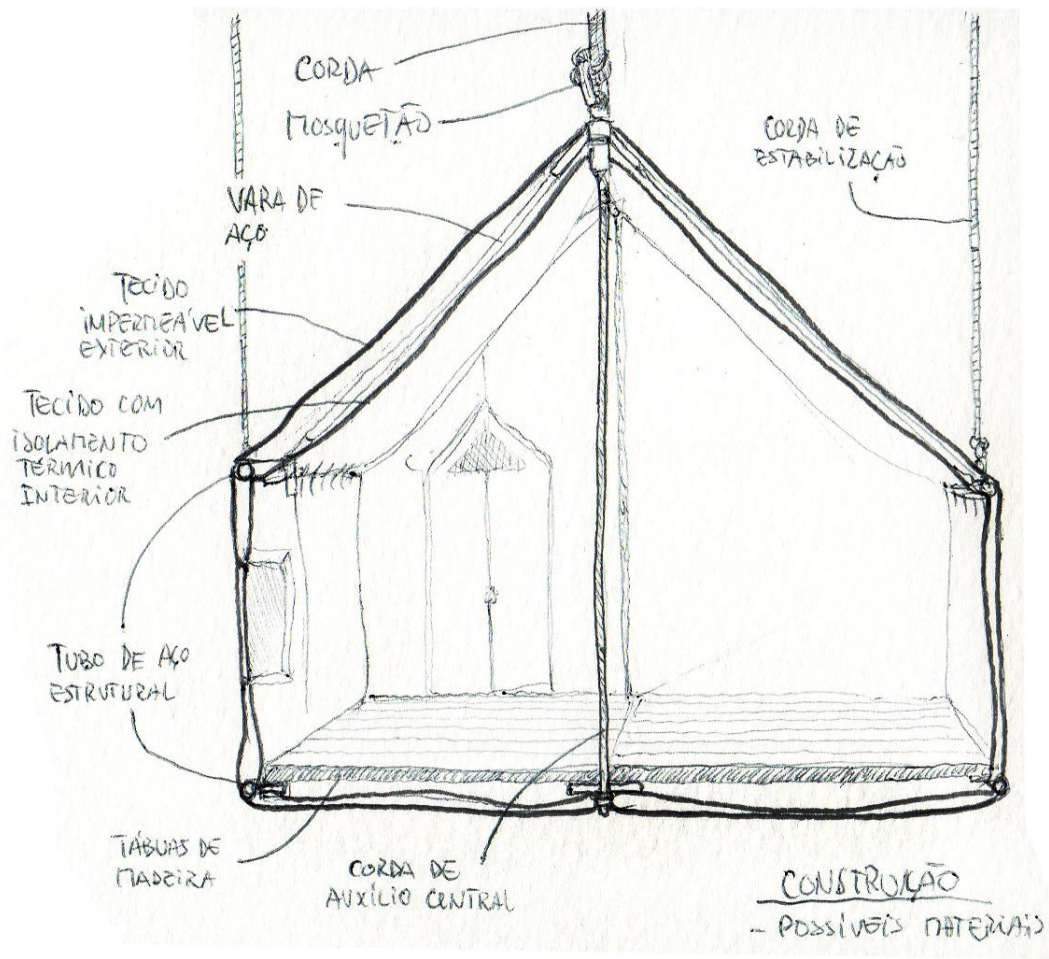 CORDA
MOSQUETÃO
CORDA DE
ESTABILIZAÇÃO
VARA DE
AÇO
TECIDO
IMPERMEÁVEL
EXTERIOR
TECIDO COM
ISOLAMENTO
TÉRMICO
INTERIOR
TUBO DE AÇO
ESTRUTURAL
TÁBUAS DE
MADEIRA
CORDA DE
AUXÍLIO CENTRAL
CONSTRUÇÃO
- POSSÍVEIS MATERIAIS